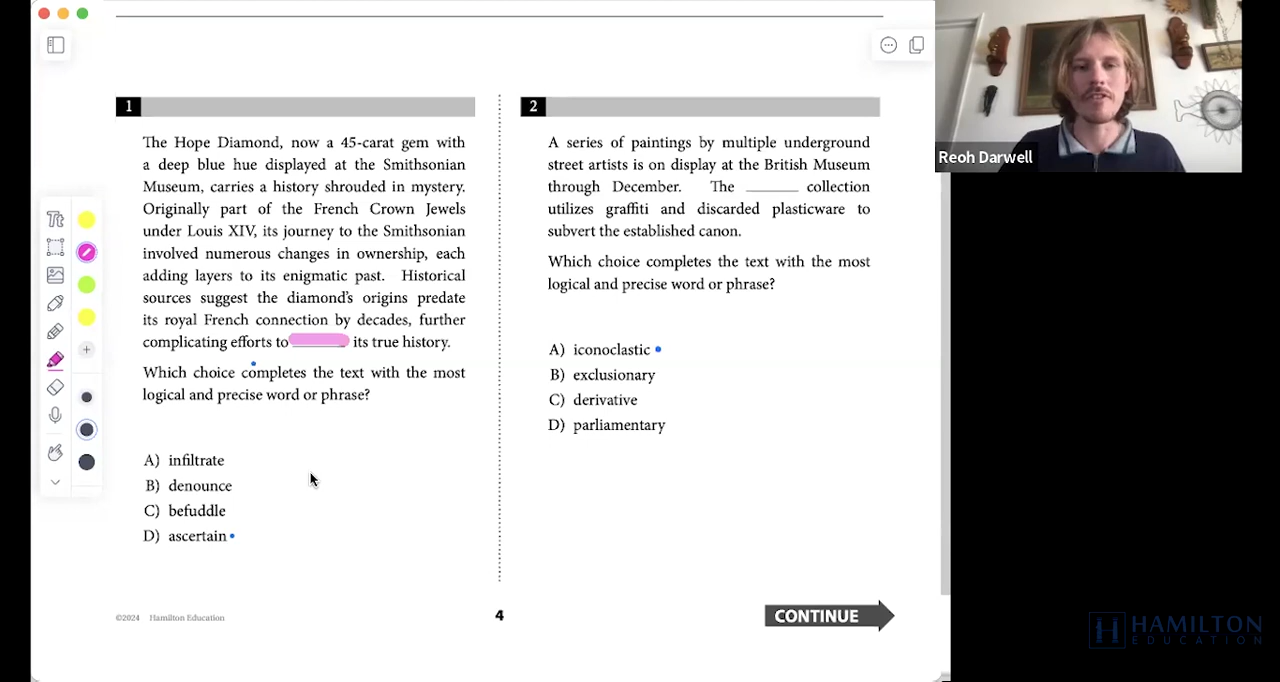 1
The Hope Diamond, now a 45-carat gem with
a deep blue hue displayed at the Smithsonian
Museum, carries a history shrouded in mystery.
Originally part of the French Crown Jewels
under Louis XIV, its journey to the Smithsonian
involved numerous changes in ownership, each
adding layers to its enigmatic past. Historical
sources suggest the diamond's origins predate
its royal French connection by decades, further
complicating efforts to ______ its true history.
Which choice completes the text with the most
logical and precise word or phrase?
A) infiltrate
B) denounce
C) befuddle
D) ascertain
2
A series of paintings by multiple underground
street artists is on display at the British Museum
through December. The ______ collection
utilizes graffiti and discarded plasticware to
subvert the established canon.
Which choice completes the text with the most
logical and precise word or phrase?
A) iconoclastic
B) exclusionary
C) derivative
D) parliamentary
©2024 Hamilton Education
4
CONTINUE
Tt
Reoh Darwell
H HAMILTON
EDUCATION